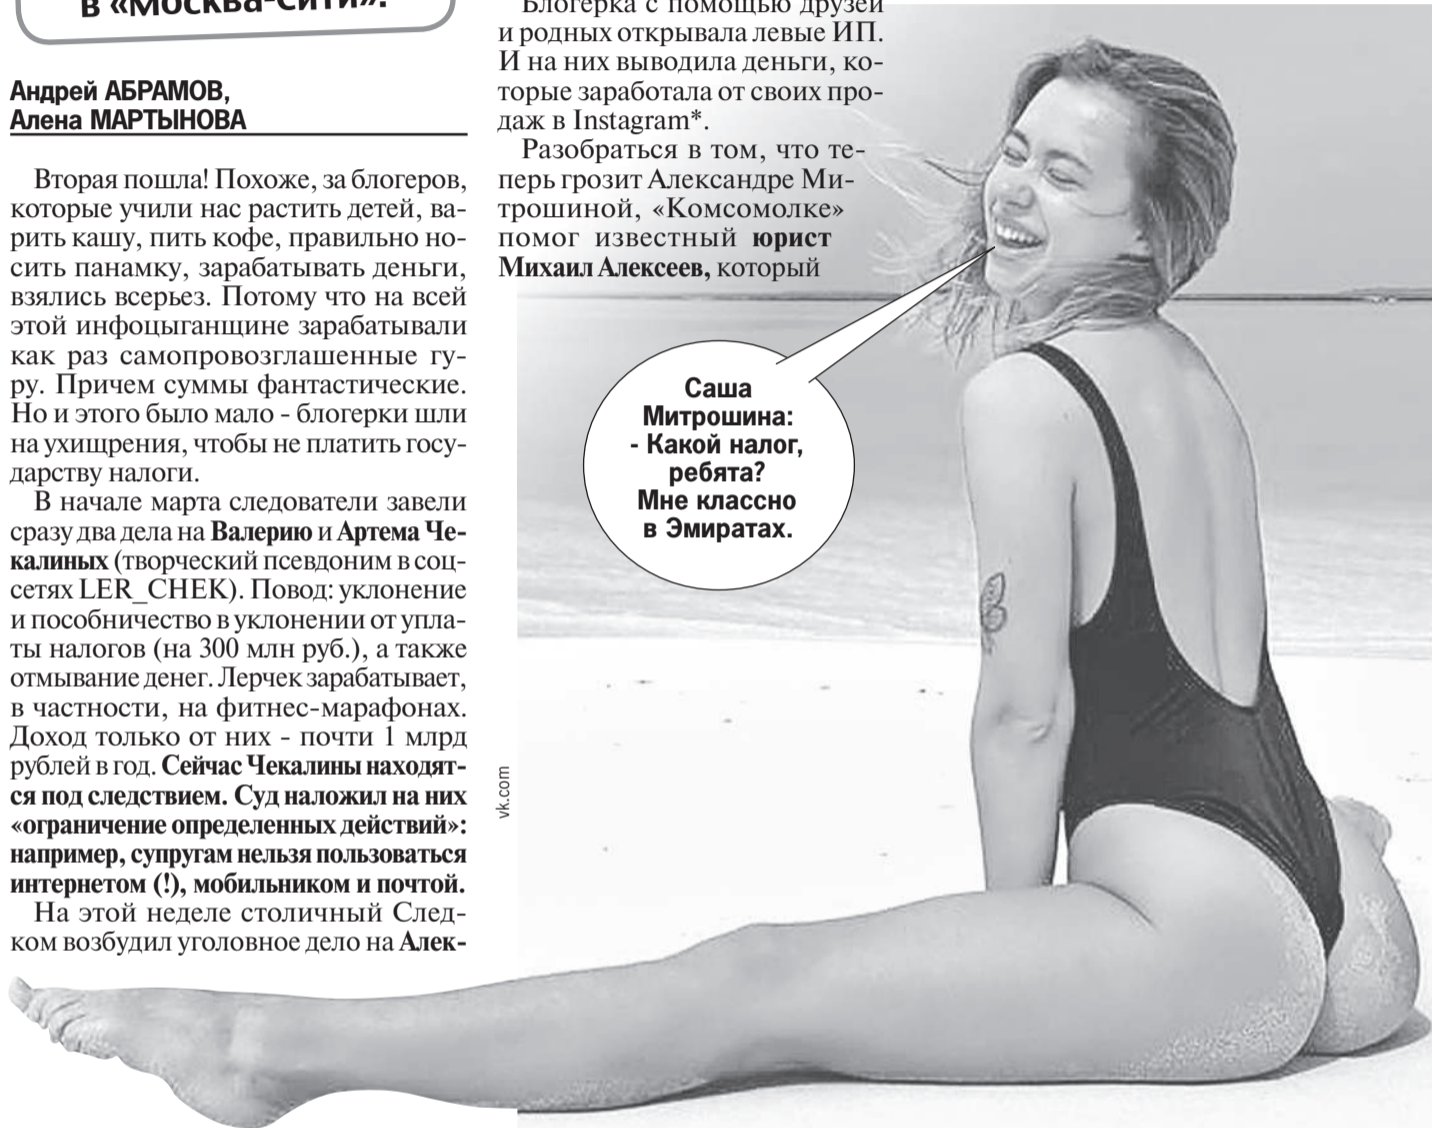 в «Москва-Сити».
Андрей АБРАМОВ,
Алена МАРТЫНОВА
Вторая пошла! Похоже, за блогеров,
которые учили нас растить детей, ва-
рить кашу, пить кофе, правильно но-
сить панамку, зарабатывать деньги,
взялись всерьез. Потому что на всей
этой инфоцыганщине зарабатывали
как раз самопровозглашенные гу-
ру. Причем суммы фантастические.
Но и этого было мало - блогерки шли
на ухищрения, чтобы не платить госу-
дарству налоги.
В начале марта следователи завели
сразу два дела на Валерию и Артема Че-
калиных (творческий псевдоним в соц-
сетях LER_CHEK). Повод: уклонение
и пособничество в уклонении от упла-
ты налогов (на 300 млн руб.), а также
отмывание денег. Лерчек зарабатывает,
в частности, на фитнес-марафонах.
Доход только от них - почти 1 млрд
рублей в год. Сейчас Чекалины находят-
ся под следствием. Суд наложил на них
«ограничение определенных действий»:
например, супругам нельзя пользоваться
интернетом (!), мобильником и почтой.
На этой неделе столичный След-
ком возбудил уголовное дело на Алек-
Блогерка с помощью друзей
и родных открывала левые ИП.
И на них выводила деньги, ко-
торые заработала от своих про-
даж в Instagram*.
Разобраться в том, что те-
перь грозит Александре Ми-
трошиной, «Комсомолке»
помог известный юрист
Михаил Алексеев, который
Саша
Митрошина:
- Какой налог,
ребята?
Мне классно
в Эмиратах.
vk.com